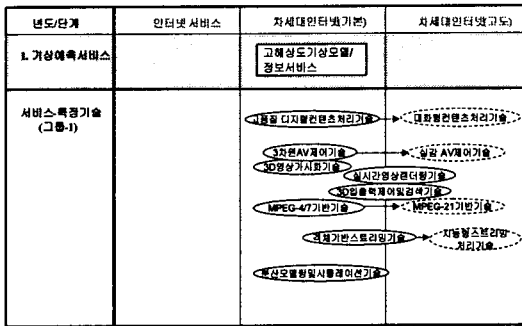 년도/단계
인터넷 서비스
차세대인터넷(기본)
차세대인터넷(고도)
1. 기상예측서비스
고해상도기상모델/
정보서비스
서비스-특정기술
(그룹-1)
고품질 디지털컨텐츠처리기술
대화형컨텐츠처리기술
3차원AV제어기술
실감 AV제어기술
3D영상가시화기술
실시간영상렌더링기술
3D입출력제어및검색기술
MPEG-4/7기반기술
MPEG-21기반기술
객체기반스트리밍기술
지능형스트리밍
처리기술
분산모델링및시뮬레이션기술